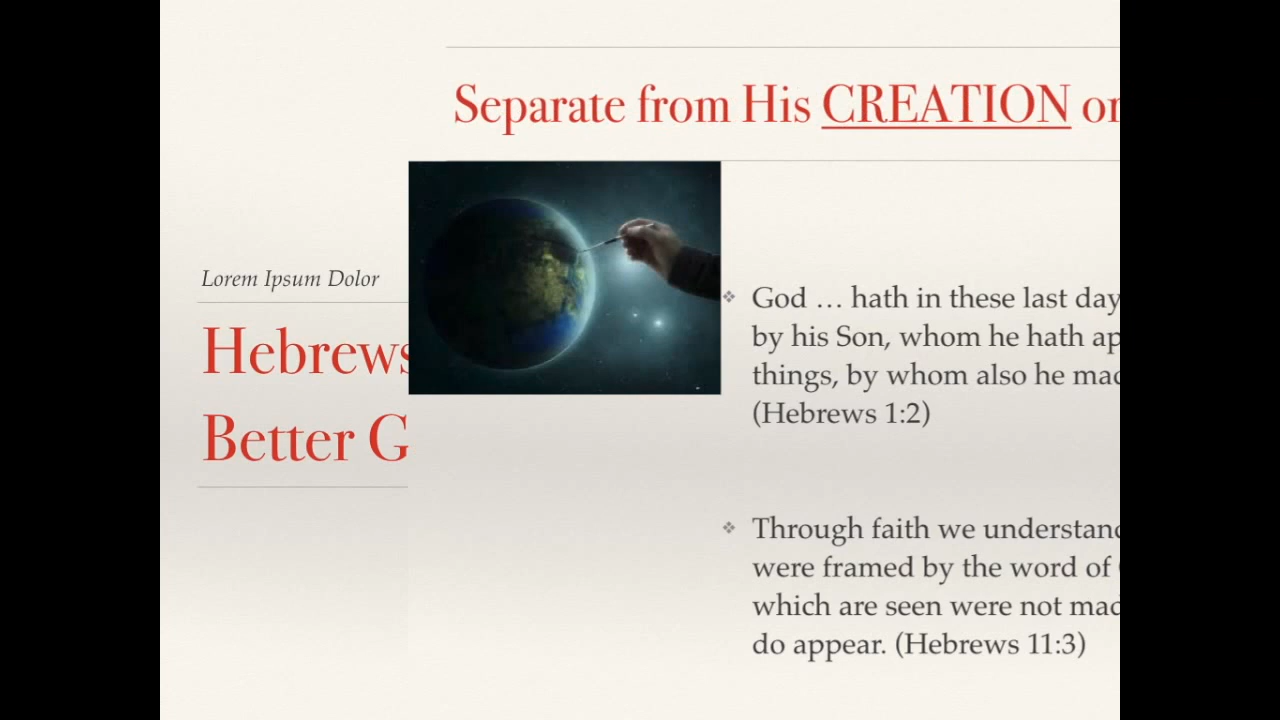 Separate from His CREATION or
Lorem Ipsum Dolor
Hebrews
Better G
❖ God … hath in these last day
by his Son, whom he hath ap
things, by whom also he mad
(Hebrews 1:2)
❖ Through faith we understand
were framed by the word of
which are seen were not mad
do appear. (Hebrews 11:3)